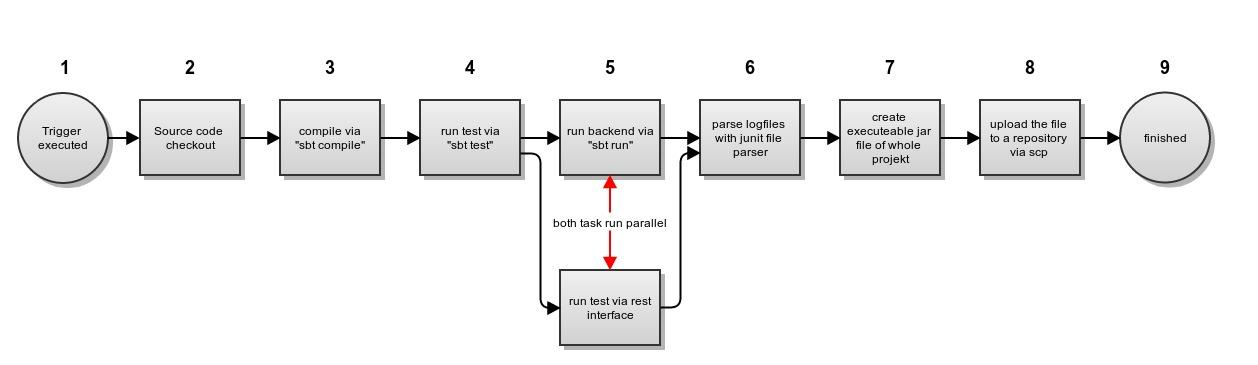 1
2
3
4
5
6
7
8
9
Trigger
executed
Source code
checkout
compile via
"sbt compile"
run test via
"sbt test"
run backend via
"sbt run"
parse logfiles
with junit file
parser
create
executeable jar
file of whole
projekt
upload the file
to a repository
via scp
finished
both task run parallel
run test via rest
interface